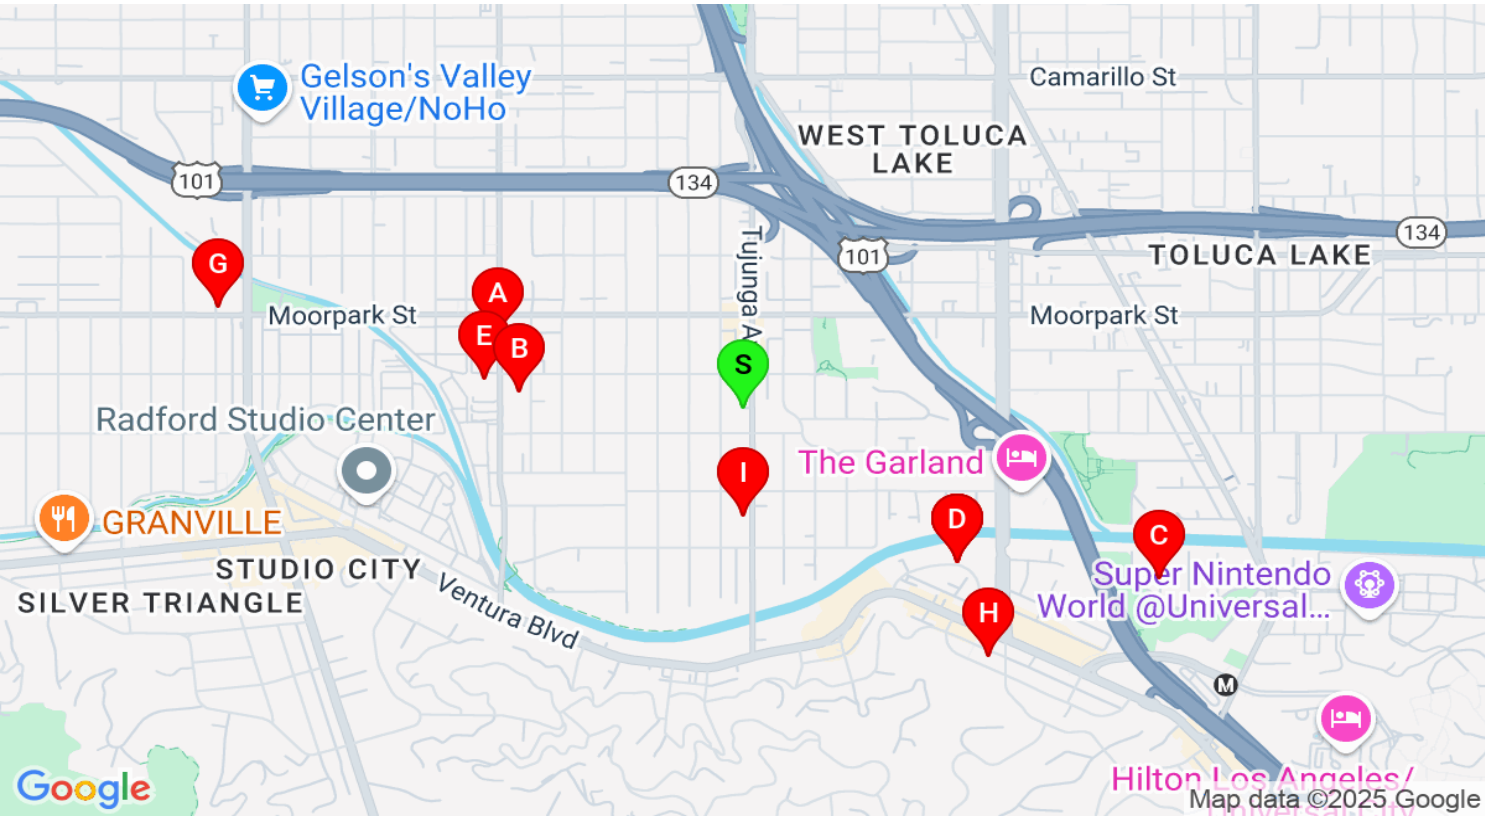 Camarillo St
Gelson's Valley
Village/NoHo
WEST TOLUCA
LAKE
101
134
134
TOLUCA LAKE
101
Tujunga A
G
A
Moorpark St
Moorpark St
E
B
S
Radford Studio Center
The Garland
I
GRANVILLE
D
C
STUDIO CITY
Super Nintendo
World @Universal...
SILVER TRIANGLE
Ventura Blvd
H
M
Google
Hilton Los Angeles/
Universal City
Map data ©2025 Google